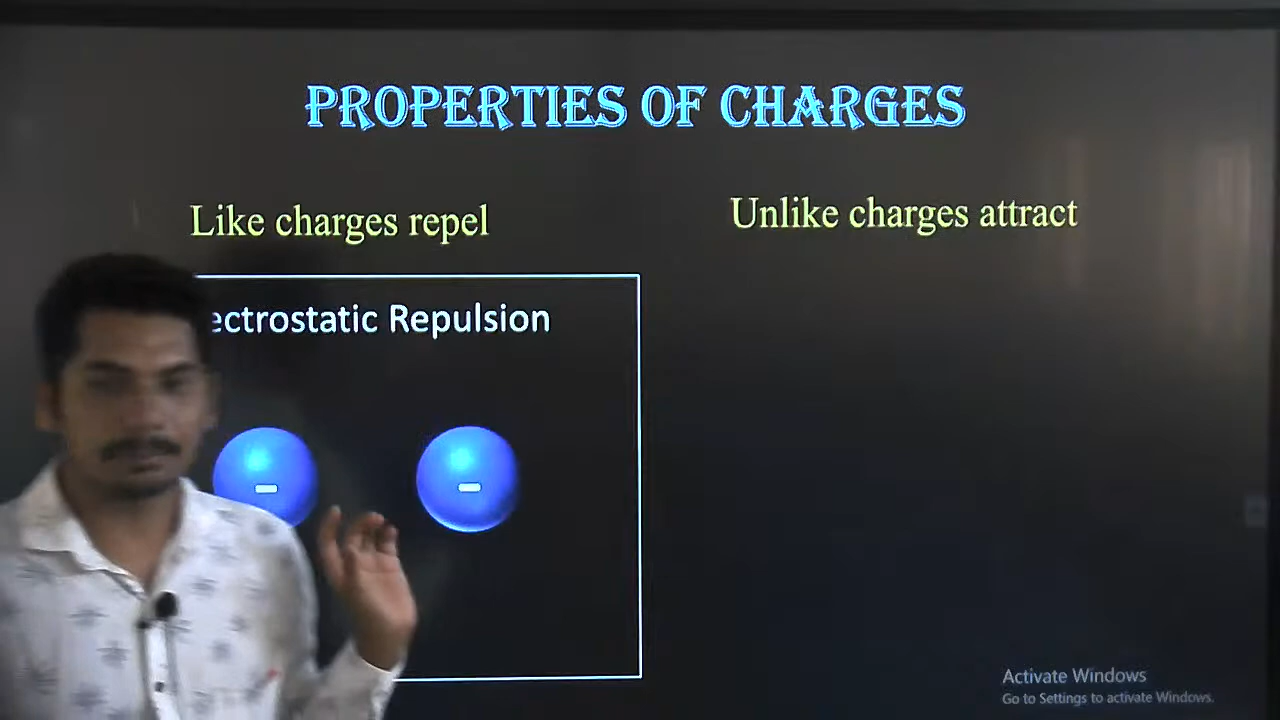 PROPERTIES OF CHARGES
Like charges repel
Unlike charges attract
ectrostatic Repulsion
- -
Activate Windows
Go to Settings to activate Windows.